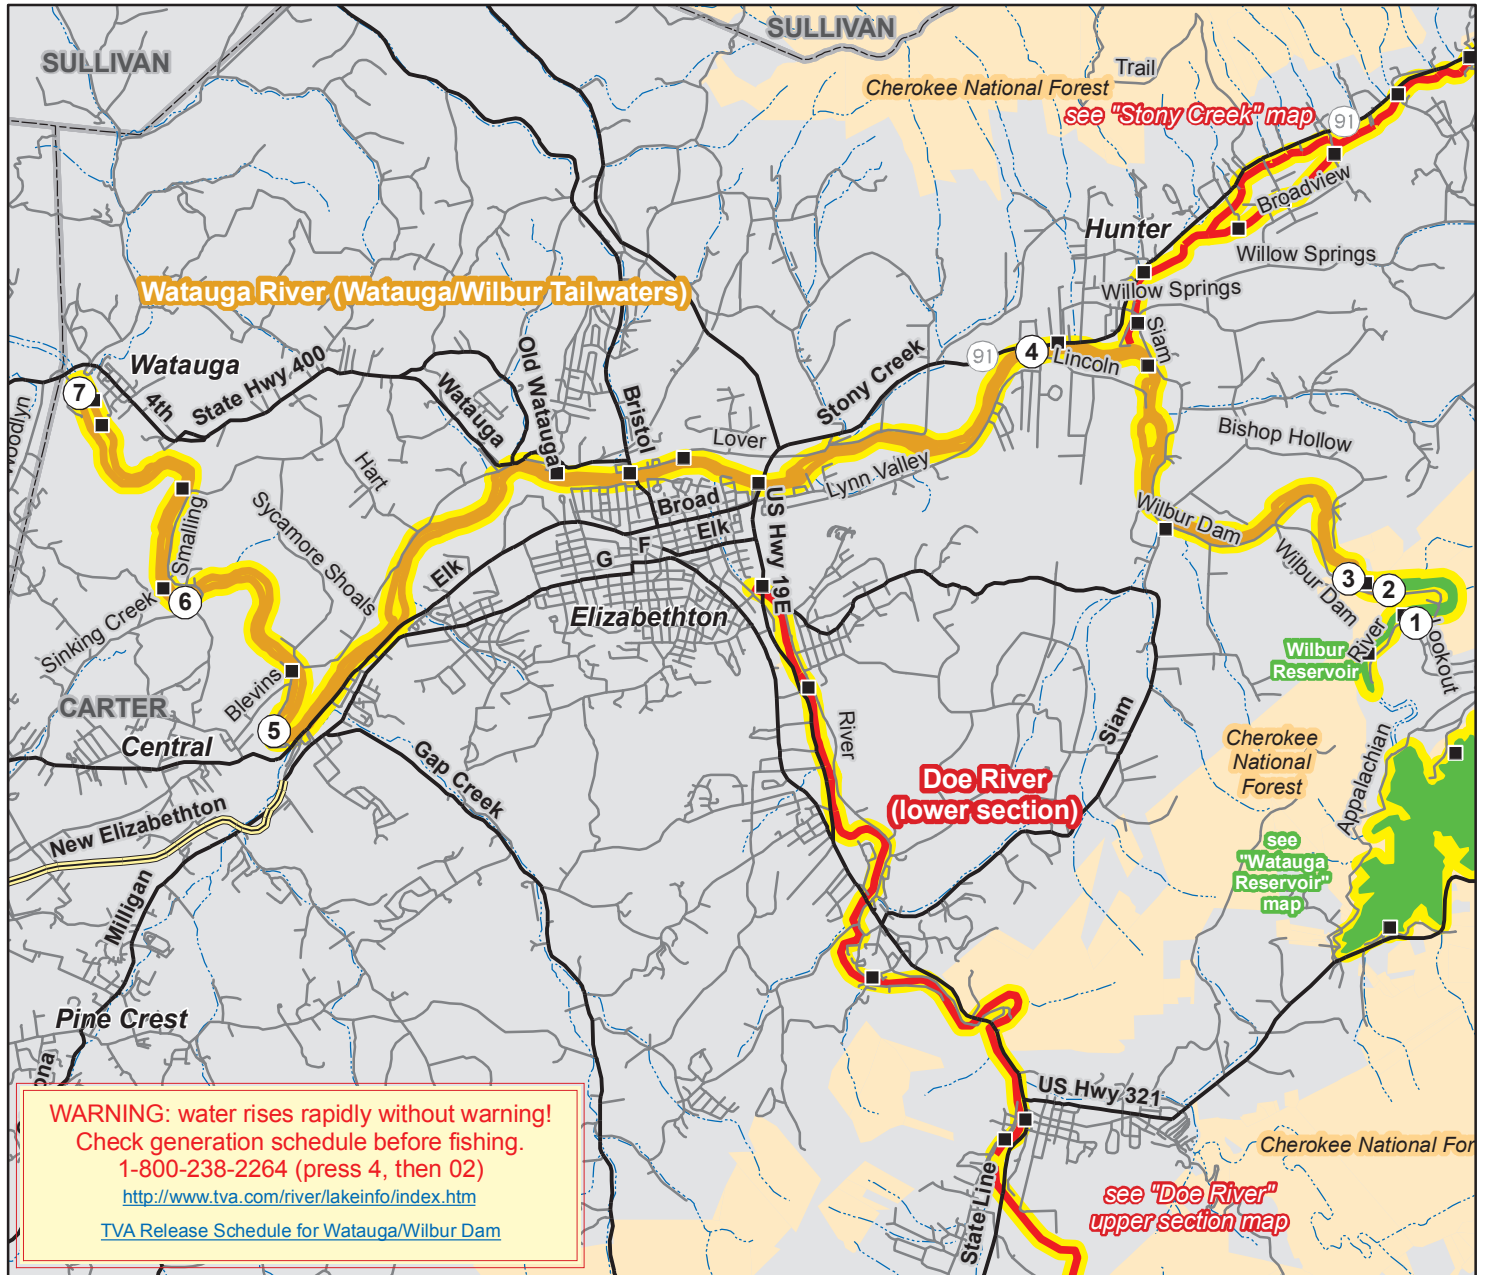 SULLIVAN
SULLIVAN
Trail
Cherokee National Forest
see "Stony Creek" map
91
Broadview
Hunter
Willow Springs
Willow Springs
Watauga River (Watauga/Wilbur Tailwaters)
Siam
Watauga
State Hwy 400
Old Watauga
91
4
Lincoln
Stony Creek
7
4th
Watauga
Bristol
Lover
Bishop Hollow
Hart
Lynn Valley
Broad
Sycamore Shoals
Smalling
US Hwy 19E
Wilbur Dam
Elk
F
G
Elk
Wilbur Dam
3
2
6
1
Sinking Creek
Elizabethton
River
Lookout
Wilbur
Reservoir
Blevins
CARTER
5
Central
River
Siam
Gap Creek
Cherokee
National
Forest
Appalachian
Doe River
(lower section)
New Elizabethton
see
"Watauga
Reservoir"
map
Milligan
Pine Crest
ona
US Hwy 321
WARNING: water rises rapidly without warning!
Check generation schedule before fishing.
1-800-238-2264 (press 4, then 02)
http://www.tva.com/river/lakeinfo/index.htm
TVA Release Schedule for Watauga/Wilbur Dam
Cherokee National For
State Line
see "Doe River"
upper section map